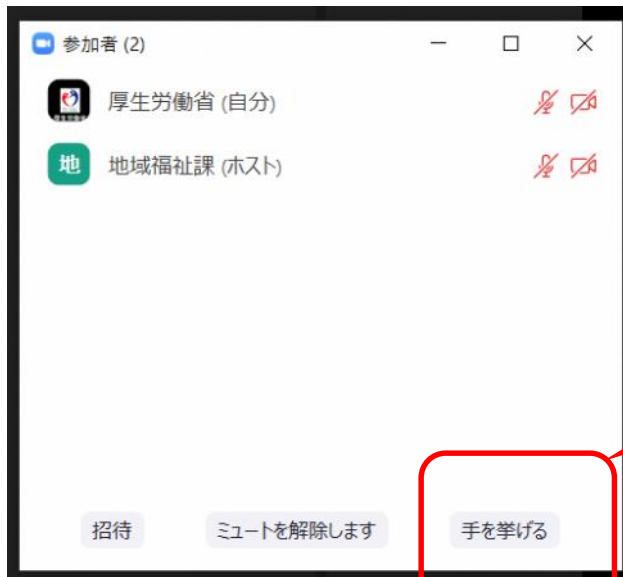 参加者 (2)
厚生労働省 (自分)
地 地域福祉課 (ホスト)
招待 ミュートを解除します 手を挙げる